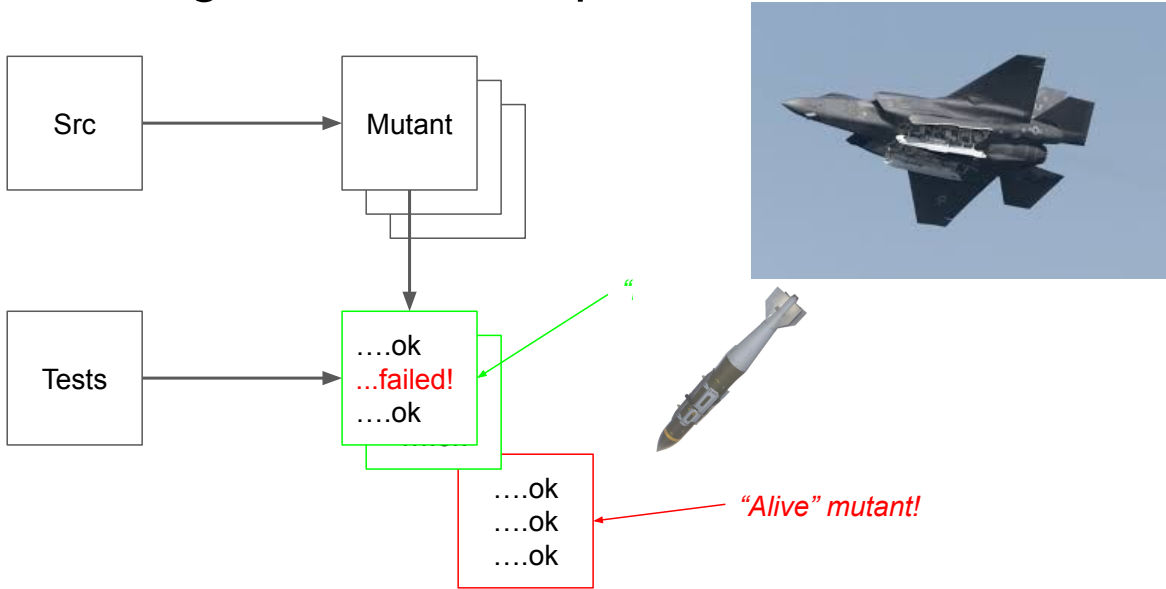 Src
Mutant
“
Tests
….ok
...failed!
….ok
….ok
….ok
….ok
“Alive” mutant!